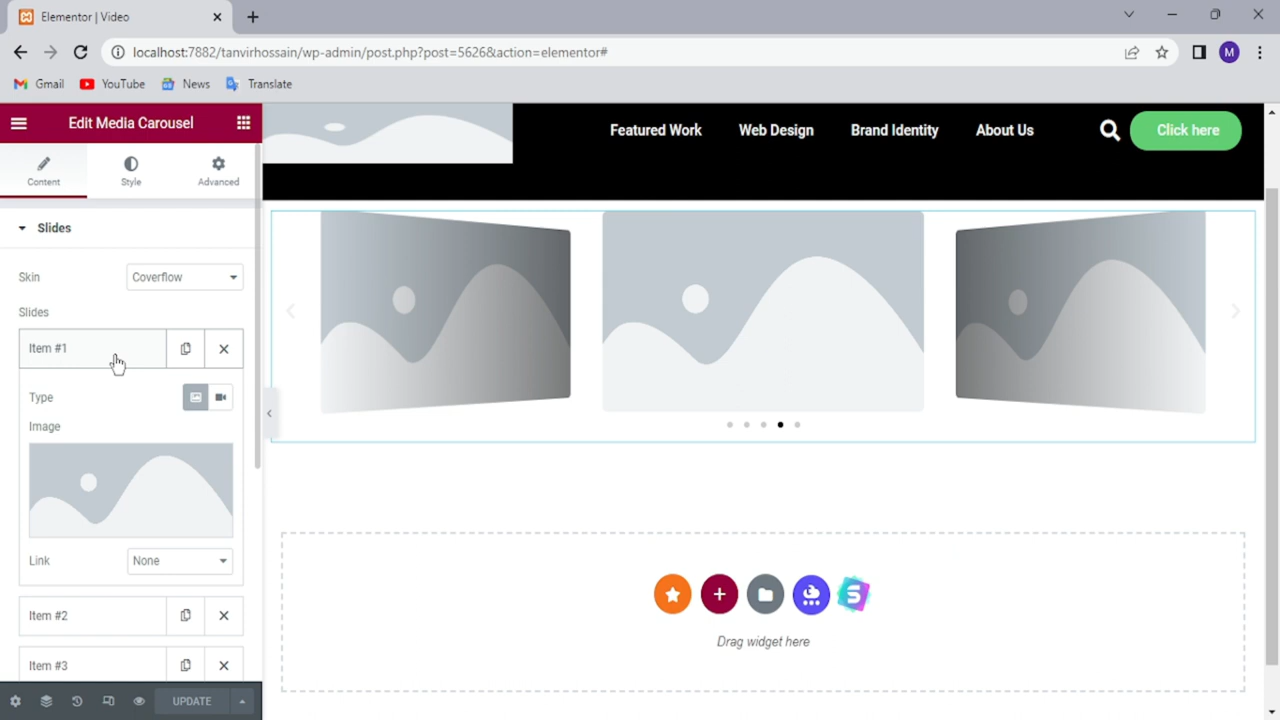 Elementor | Video
localhost:7882/tanvirhossain/wp-admin/post.php?post=5626&action=elementor#
M
Gmail YouTube News Translate
Edit Media Carousel
Content Style Advanced
Slides
Skin Coverflow
Slides
Item #1
Type
Image
Link None
Item #2
Item #3
UPDATE
Featured Work Web Design Brand Identity About Us Click here
Drag widget here